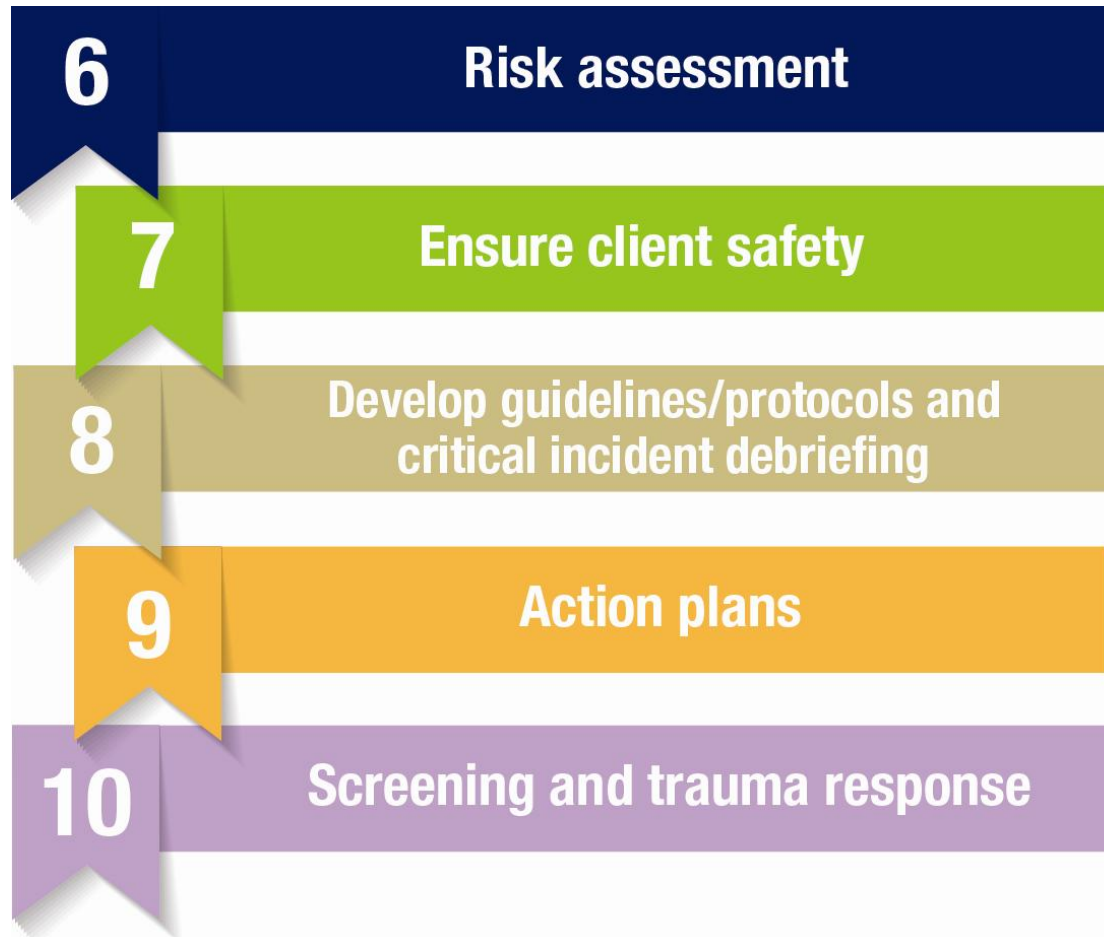 6
Risk assessment
7
Ensure client safety
8
Develop guidelines/protocols and
critical incident debriefing
9
Action plans
10
Screening and trauma response